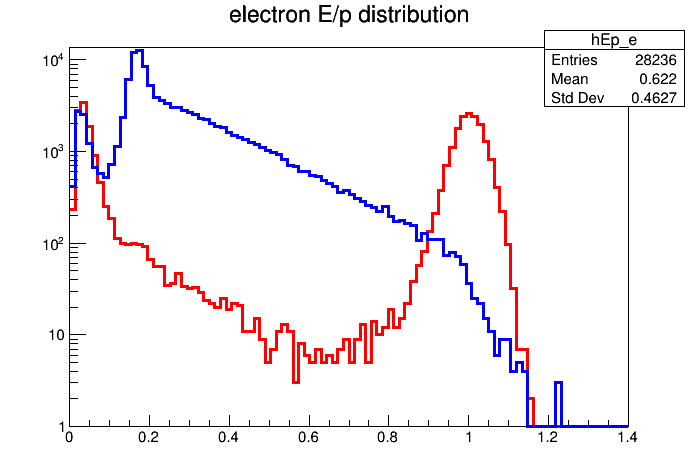 electron E/p distribution
hEp_e
Entries 28236
Mean 0.622
Std Dev 0.4627
10⁴
10³
10²
10
1
0 0.2 0.4 0.6 0.8 1 1.2 1.4